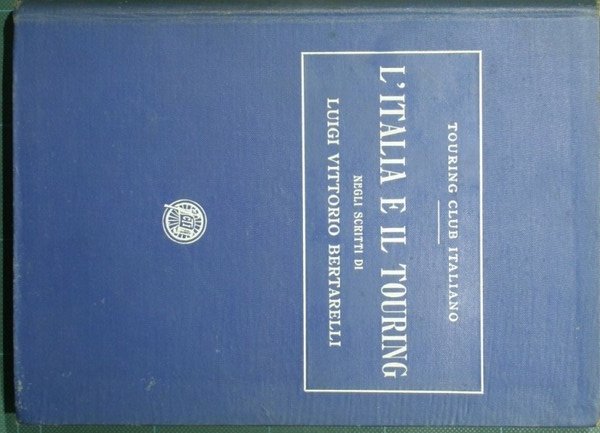 TOURING CLUB ITALIANO
L'ITALIA E IL TOURING
NEGLI SCRITTI DI
LUIGI VITTORIO BERTARELLI